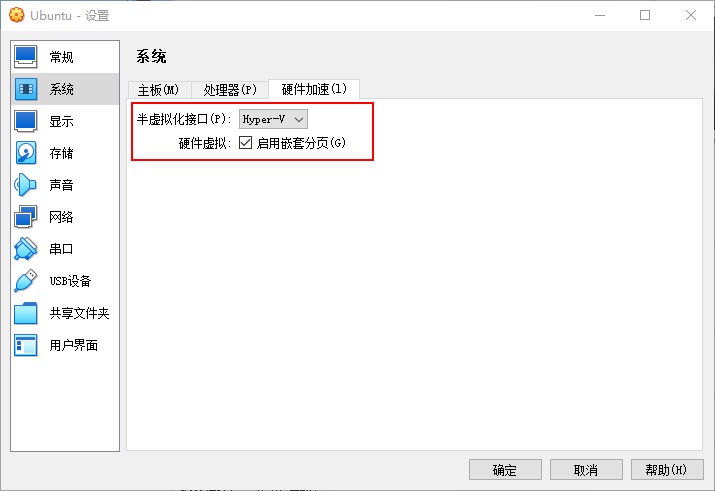 Ubuntu - 设置
常规
系统
显示
存储
声音
网络
串口
USB设备
共享文件夹
用户界面
系统
主板(M) 处理器(P) 硬件加速(l)
半虚拟化接口(P): Hyper-V
硬件虚拟: 启用嵌套分页(G)
确定 取消 帮助(H)